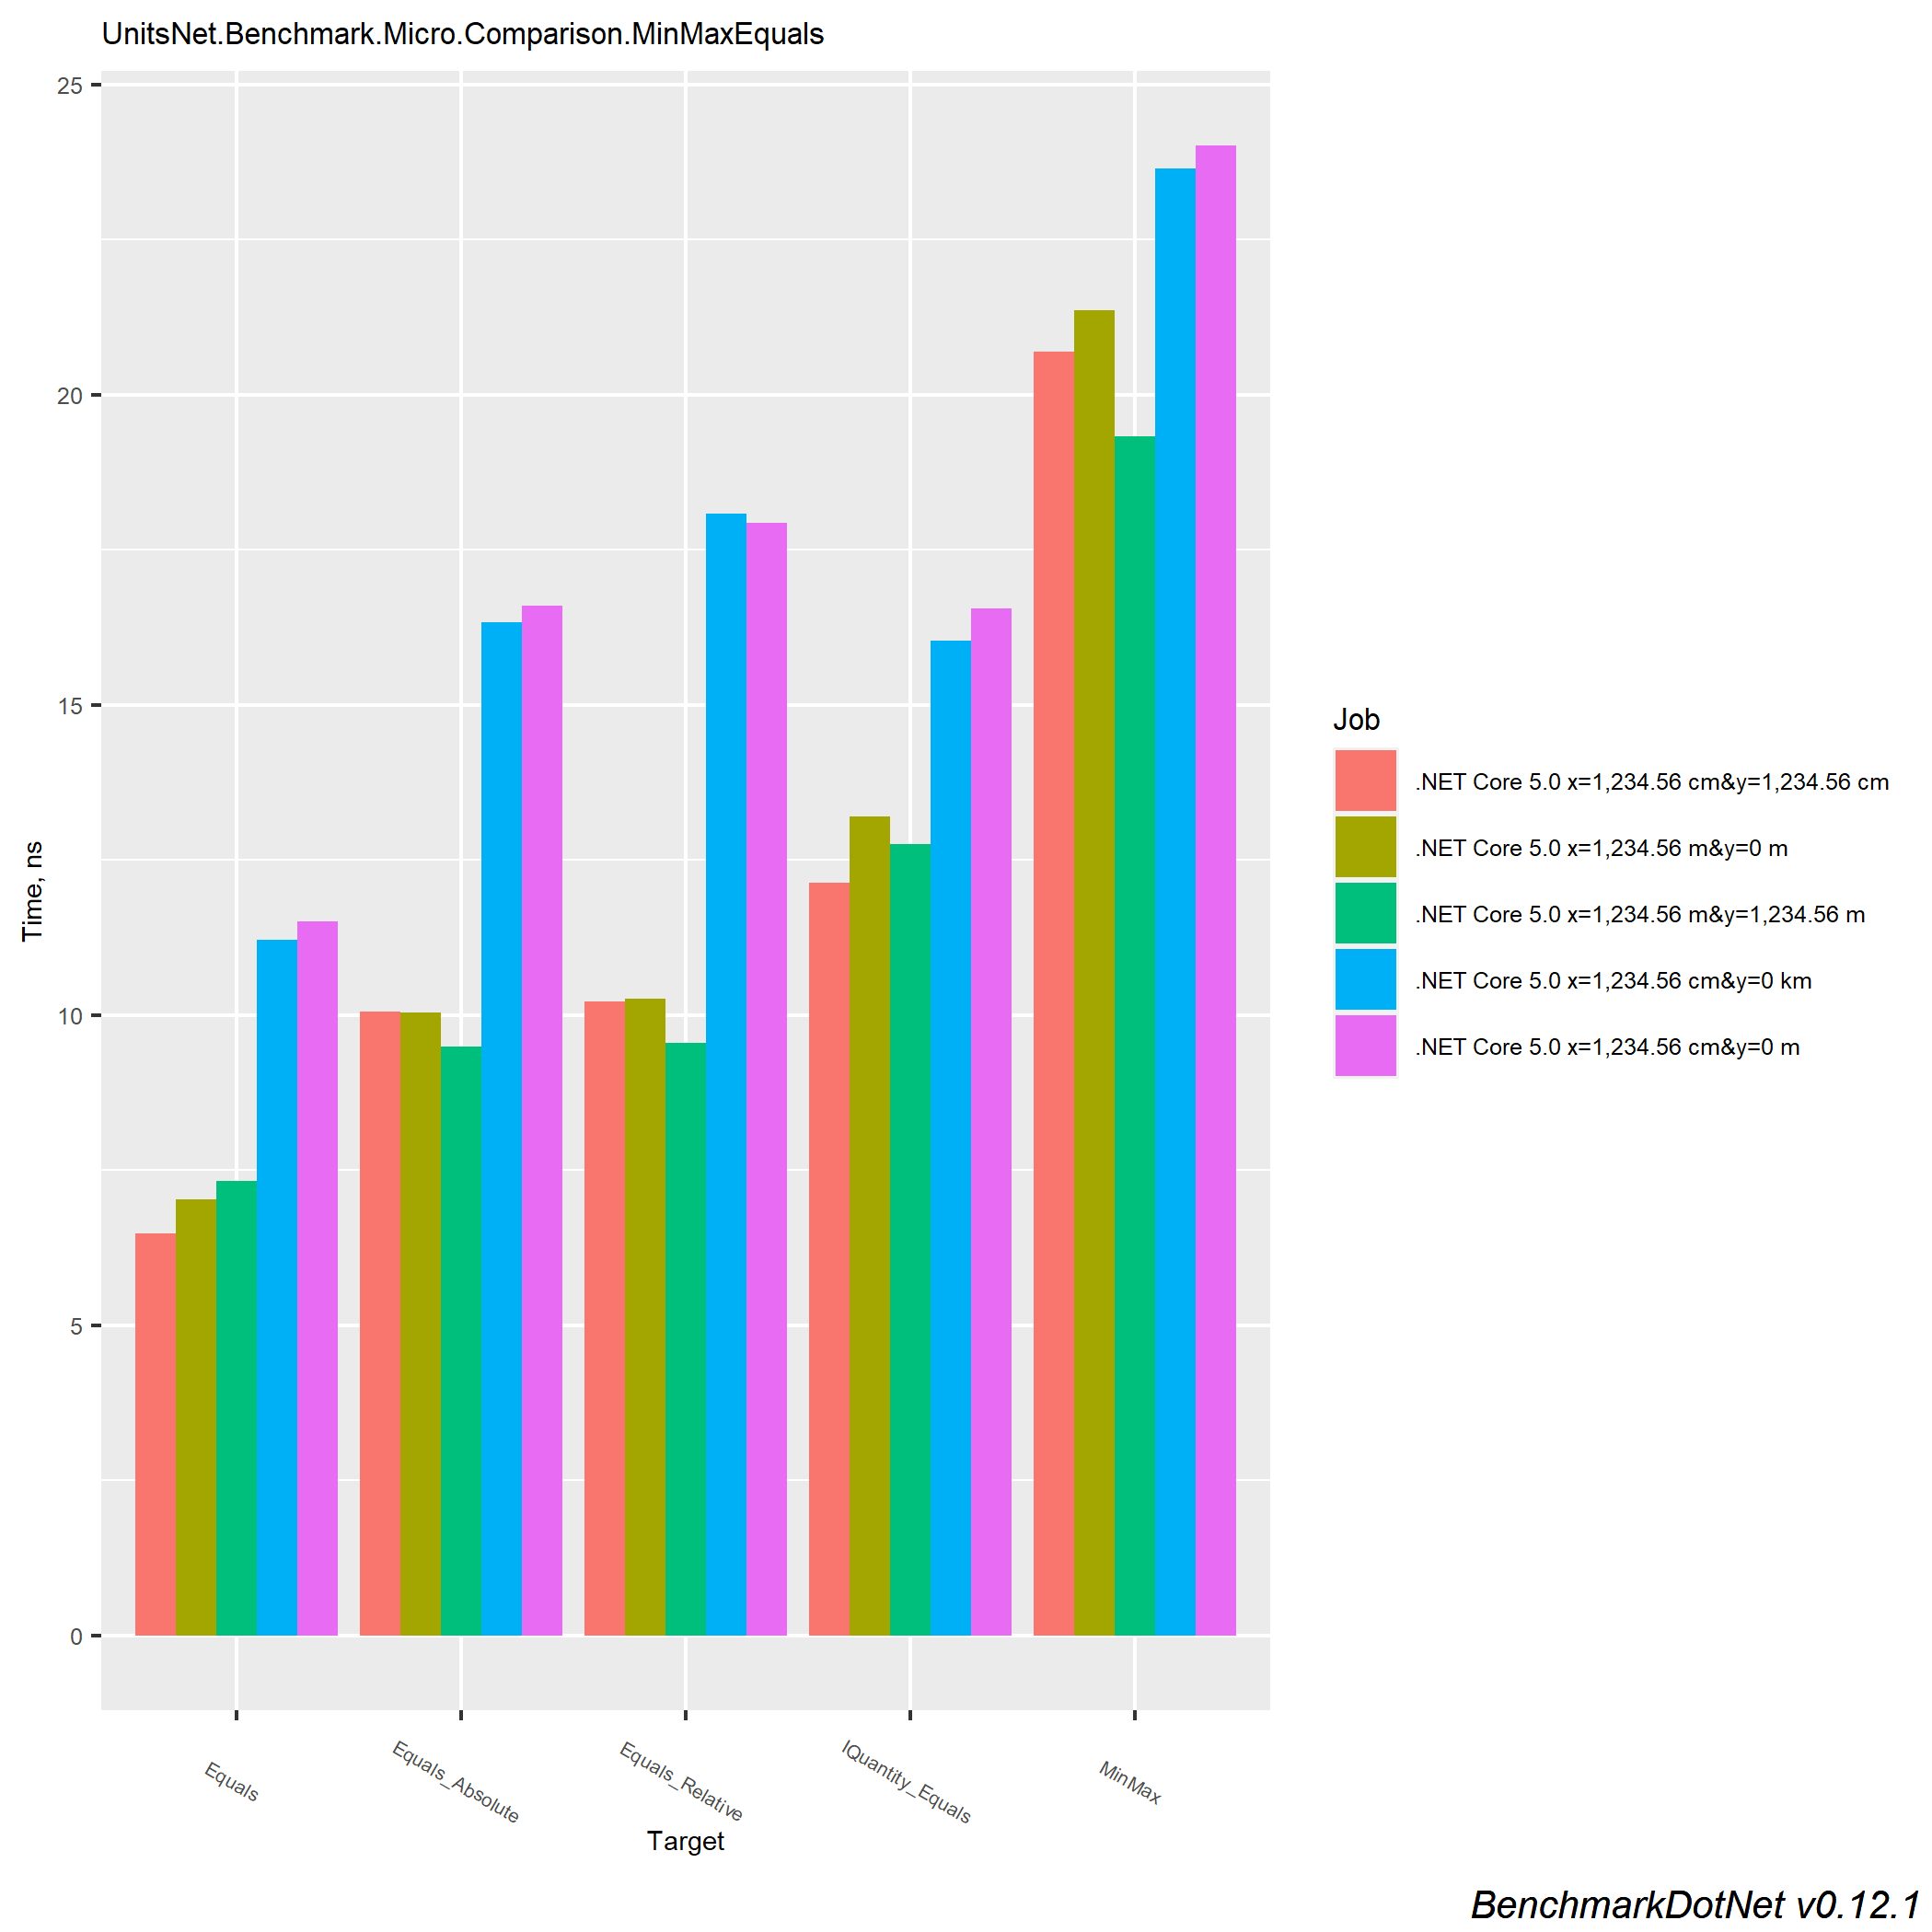 UnitsNet.Benchmark.Micro.Comparison.MinMaxEquals
25
20
15
10
5
0
Time, ns
Equals
Equals_Absolute
Equals_Relative
IQuantity_Equals
MinMax
Target
Job
.NET Core 5.0 x=1,234.56 cm&y=1,234.56 cm
.NET Core 5.0 x=1,234.56 m&y=0 m
.NET Core 5.0 x=1,234.56 m&y=1,234.56 m
.NET Core 5.0 x=1,234.56 cm&y=0 km
.NET Core 5.0 x=1,234.56 cm&y=0 m
BenchmarkDotNet v0.12.1